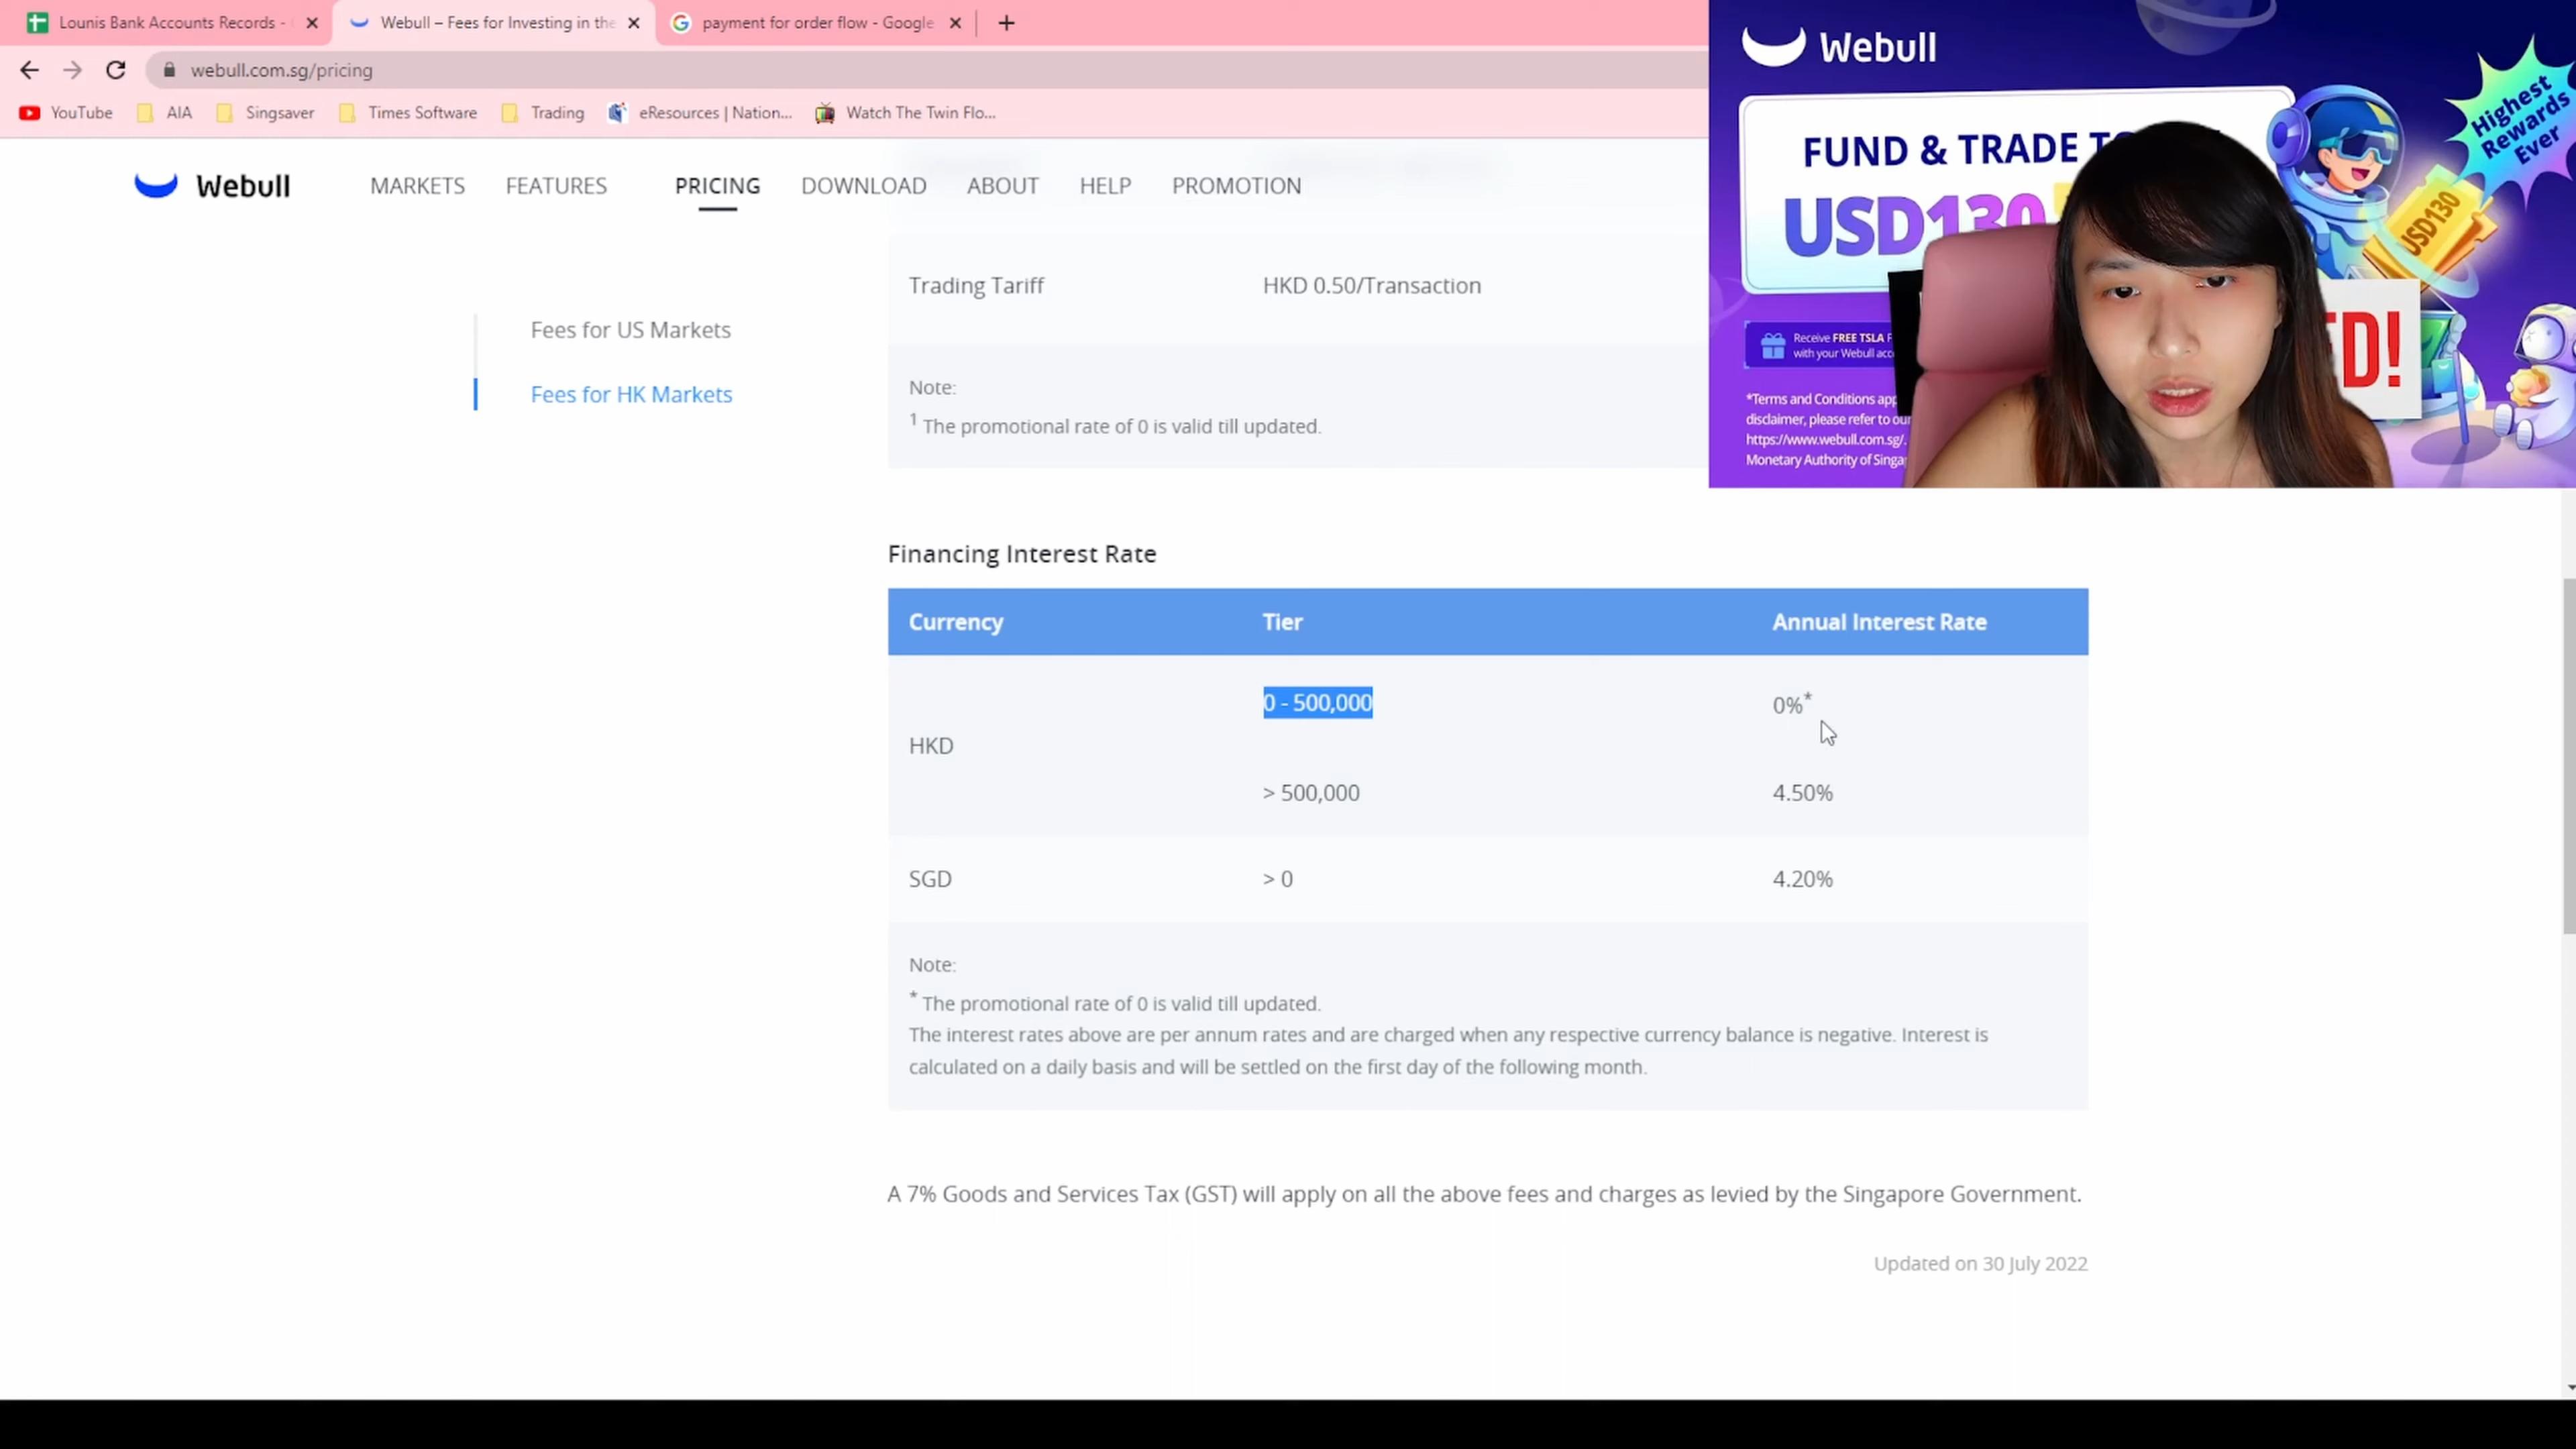 Lounis Bank Accounts Records -
Webull – Fees for Investing in the
payment for order flow - Google
webull.com.sg/pricing
YouTube
AIA
Singsaver
Times Software
Trading
eResources | Nation...
Watch The Twin Flo...
Webull
MARKETS
FEATURES
PRICING
DOWNLOAD
ABOUT
HELP
PROMOTION
Fees for US Markets
Fees for HK Markets
Trading Tariff
HKD 0.50/Transaction
Note:
1 The promotional rate of 0 is valid till updated.
Webull
Highest
Rewards
Ever
FUND & TRADE
USD130
USD130
Receive FREE TSLA
with your Webull
D!
*Terms and Conditions
disclaimer, please refer to
https://www.webull.com.sg/.
Monetary Authority of
Financing Interest Rate
Currency Tier Annual Interest Rate
HKD
0 - 500,000 0%*
> 500,000 4.50%
SGD > 0 4.20%
Note:
* The promotional rate of 0 is valid till updated.
The interest rates above are per annum rates and are charged when any respective currency balance is negative. Interest is
calculated on a daily basis and will be settled on the first day of the following month.
A 7% Goods and Services Tax (GST) will apply on all the above fees and charges as levied by the Singapore Government.
Updated on 30 July 2022